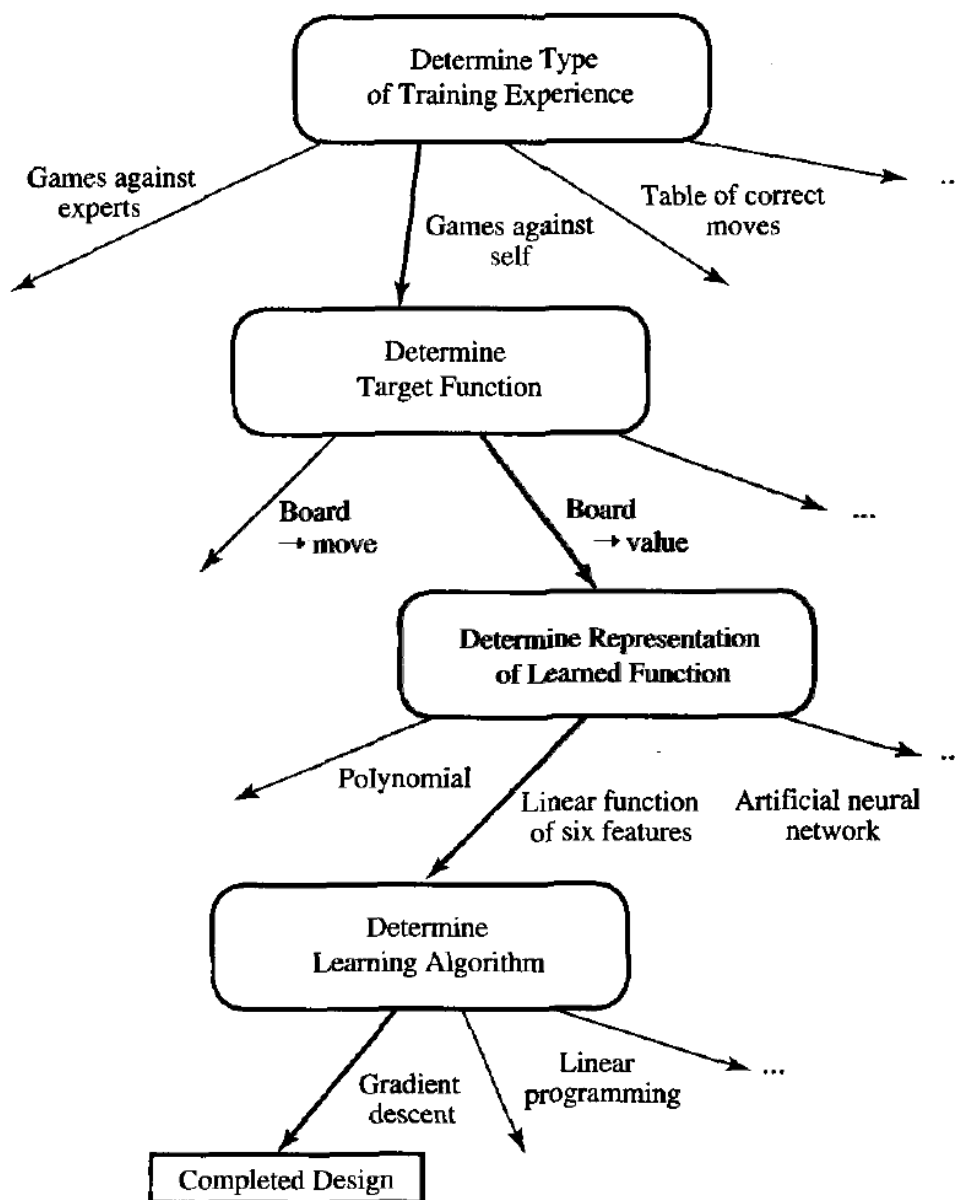 Determine Type
of Training Experience
Games against
experts
Games against
self
Table of correct
moves
..
Determine
Target Function
Board
→ move
Board
→ value
...
Determine Representation
of Learned Function
Polynomial
Linear function
of six features
Artificial neural
network
..
Determine
Learning Algorithm
Gradient
descent
Linear
programming
...
Completed Design